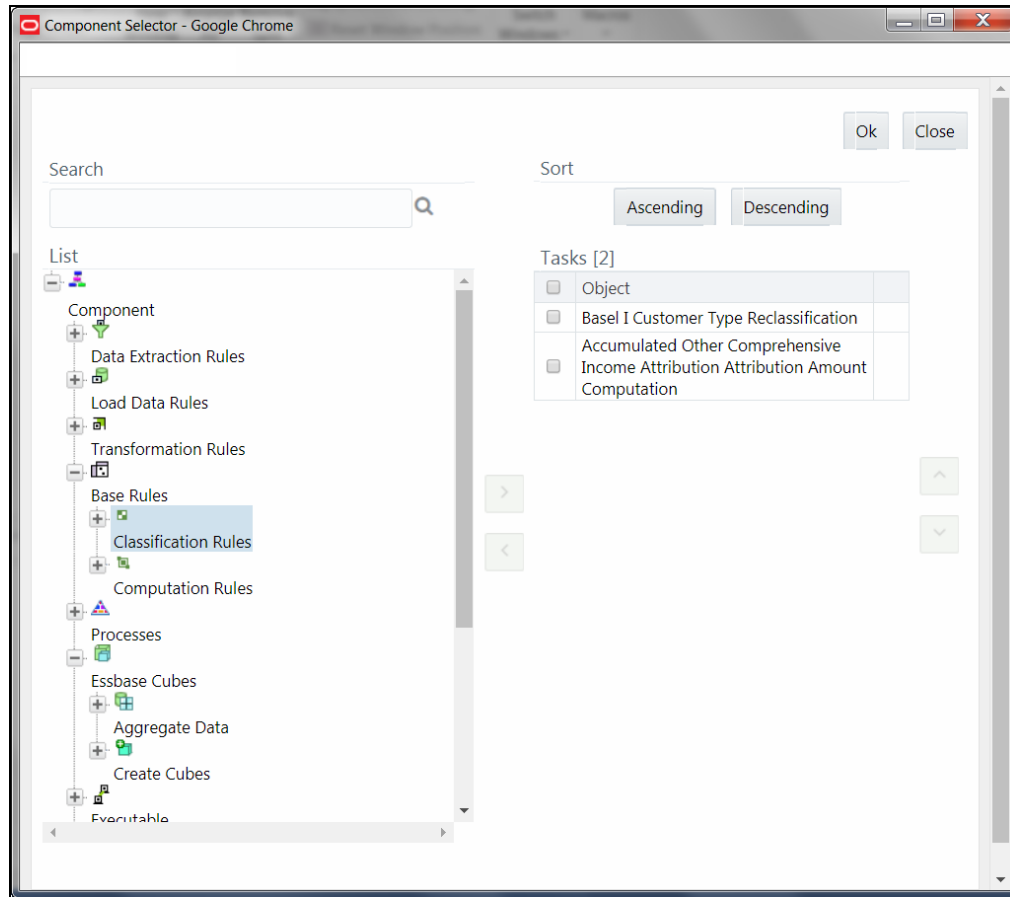 Component Selector - Google Chrome
Ok
Close
Search
Sort
Ascending
Descending
List
Component
Data Extraction Rules
Load Data Rules
Transformation Rules
Base Rules
Classification Rules
Computation Rules
Processes
Essbase Cubes
Aggregate Data
Create Cubes
Executable
Tasks [2]
Object
Basel I Customer Type Reclassification
Accumulated Other Comprehensive
Income Attribution Attribution Amount
Computation